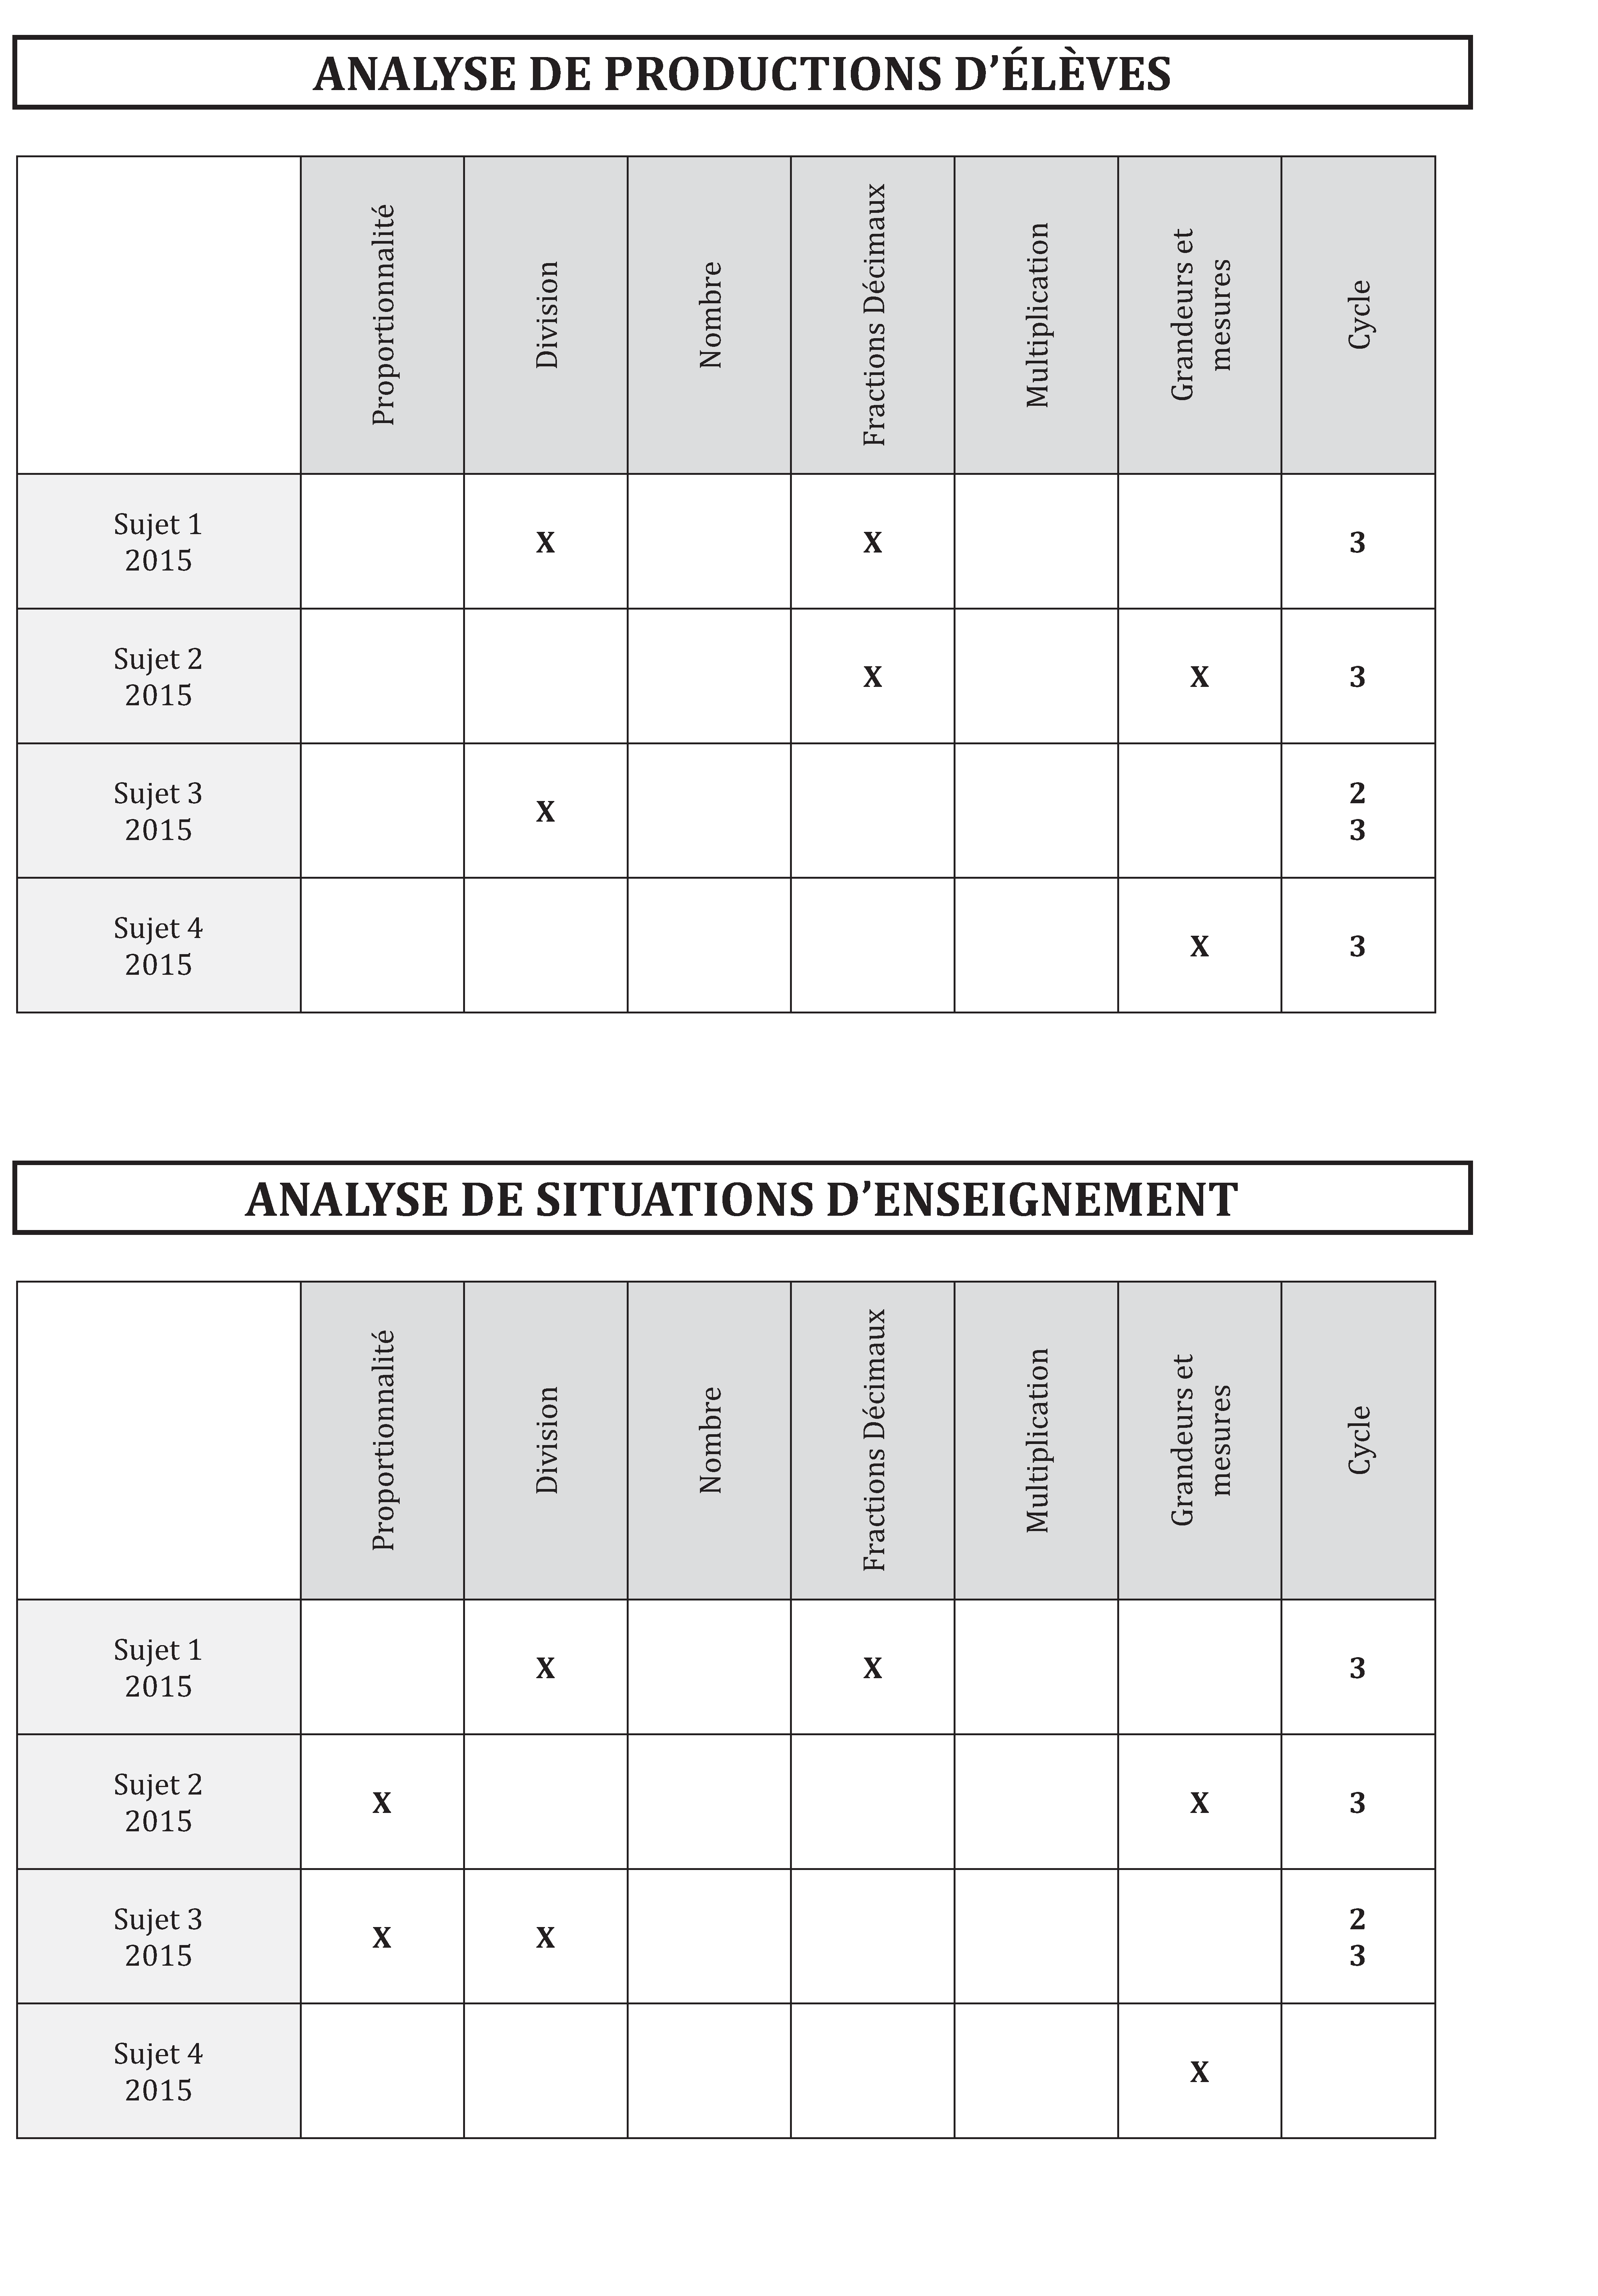 ANALYSE DE PRODUCTIONS D’ÉLÈVES
Proportionnalité
Division
Nombre
Fractions Décimaux
Multiplication
Grandeurs et
mesures
Cycle
Sujet 1
2015
X
X
3
Sujet 2
2015
X
X
3
Sujet 3
2015
X
2
3
Sujet 4
2015
X
3
ANALYSE DE SITUATIONS D’ENSEIGNEMENT
Proportionnalité
Division
Nombre
Fractions Décimaux
Multiplication
Grandeurs et
mesures
Cycle
Sujet 1
2015
X
X
3
Sujet 2
2015
X
X
3
Sujet 3
2015
X
X
2
3
Sujet 4
2015
X